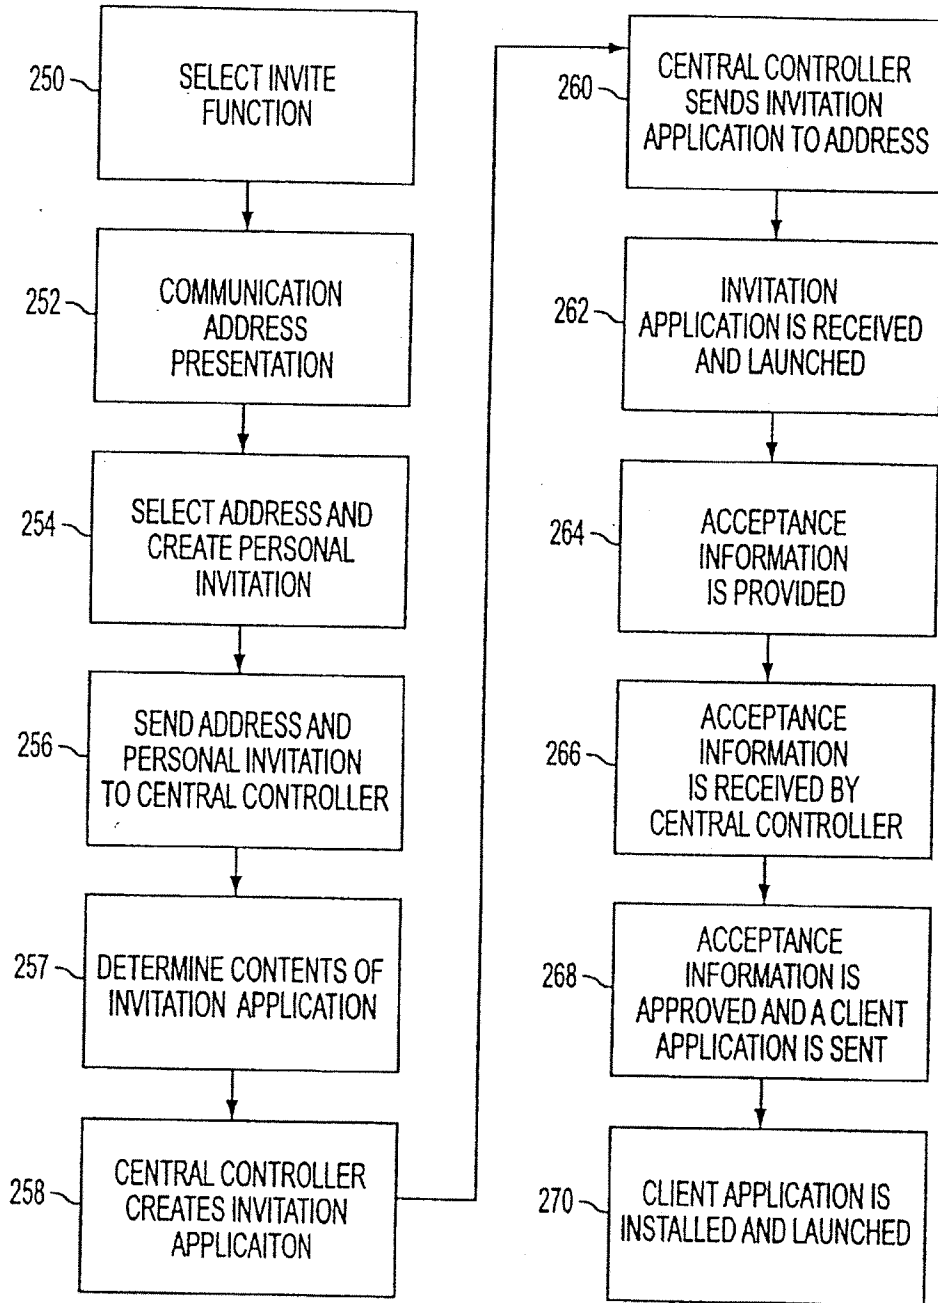 250
SELECT INVITE
FUNCTION
252
COMMUNICATION
ADDRESS
PRESENTATION
254
SELECT ADDRESS AND
CREATE PERSONAL
INVITATION
256
SEND ADDRESS AND
PERSONAL INVITATION
TO CENTRAL CONTROLLER
257
DETERMINE CONTENTS OF
INVITATION APPLICATION
258
CENTRAL CONTROLLER
CREATES INVITATION
APPLICAITON
260
CENTRAL CONTROLLER
SENDS INVITATION
APPLICATION TO ADDRESS
262
INVITATION
APPLICATION IS RECEIVED
AND LAUNCHED
264
ACCEPTANCE
INFORMATION
IS PROVIDED
266
ACCEPTANCE
INFORMATION
IS RECEIVED BY
CENTRAL CONTROLLER
268
ACCEPTANCE
INFORMATION IS
APPROVED AND A CLIENT
APPLICATION IS SENT
270
CLIENT APPLICATION IS
INSTALLED AND LAUNCHED